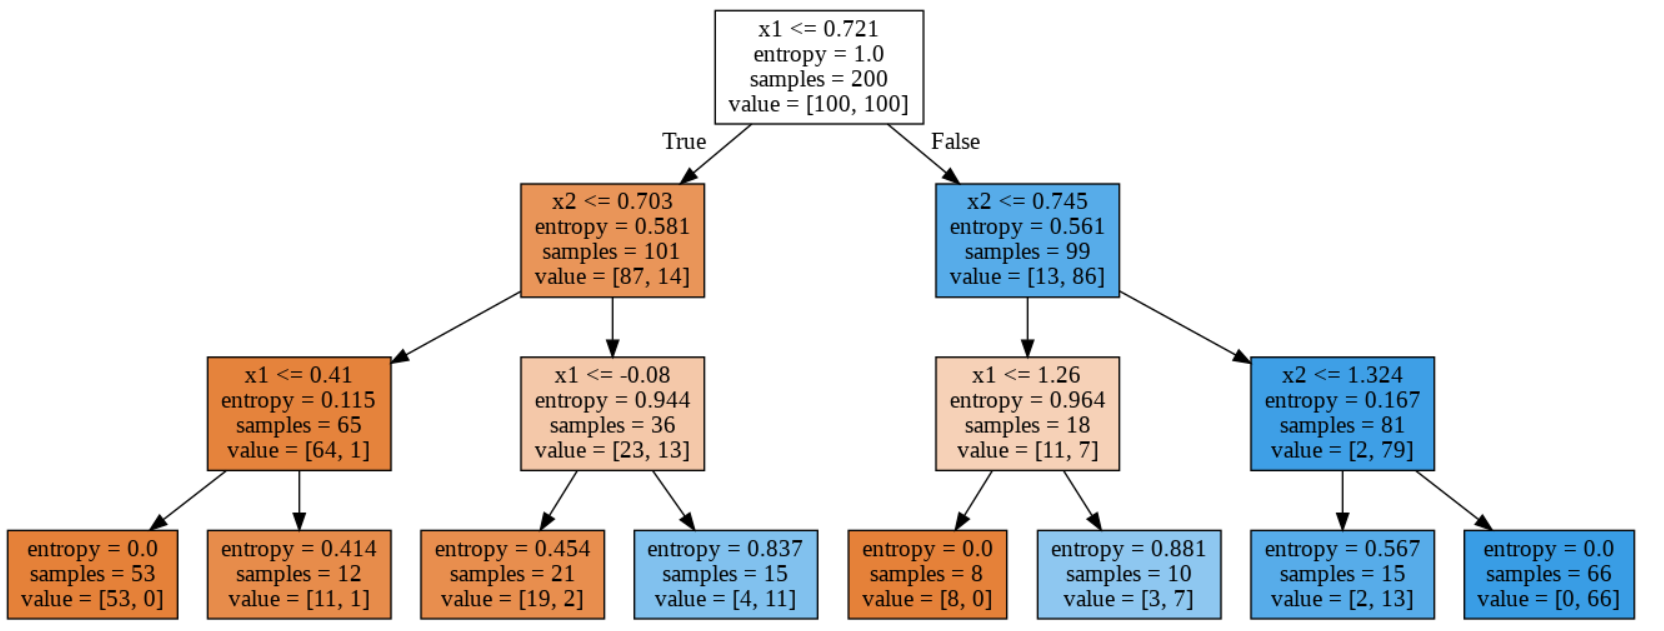 x1 <= 0.721
entropy = 1.0
samples = 200
value = [100, 100]
True
False
x2 <= 0.703
entropy = 0.581
samples = 101
value = [87, 14]
x2 <= 0.745
entropy = 0.561
samples = 99
value = [13, 86]
x1 <= 0.41
entropy = 0.115
samples = 65
value = [64, 1]
x1 <= -0.08
entropy = 0.944
samples = 36
value = [23, 13]
x1 <= 1.26
entropy = 0.964
samples = 18
value = [11, 7]
x2 <= 1.324
entropy = 0.167
samples = 81
value = [2, 79]
entropy = 0.0
samples = 53
value = [53, 0]
entropy = 0.414
samples = 12
value = [11, 1]
entropy = 0.454
samples = 21
value = [19, 2]
entropy = 0.837
samples = 15
value = [4, 11]
entropy = 0.0
samples = 8
value = [8, 0]
entropy = 0.881
samples = 10
value = [3, 7]
entropy = 0.567
samples = 15
value = [2, 13]
entropy = 0.0
samples = 66
value = [0, 66]